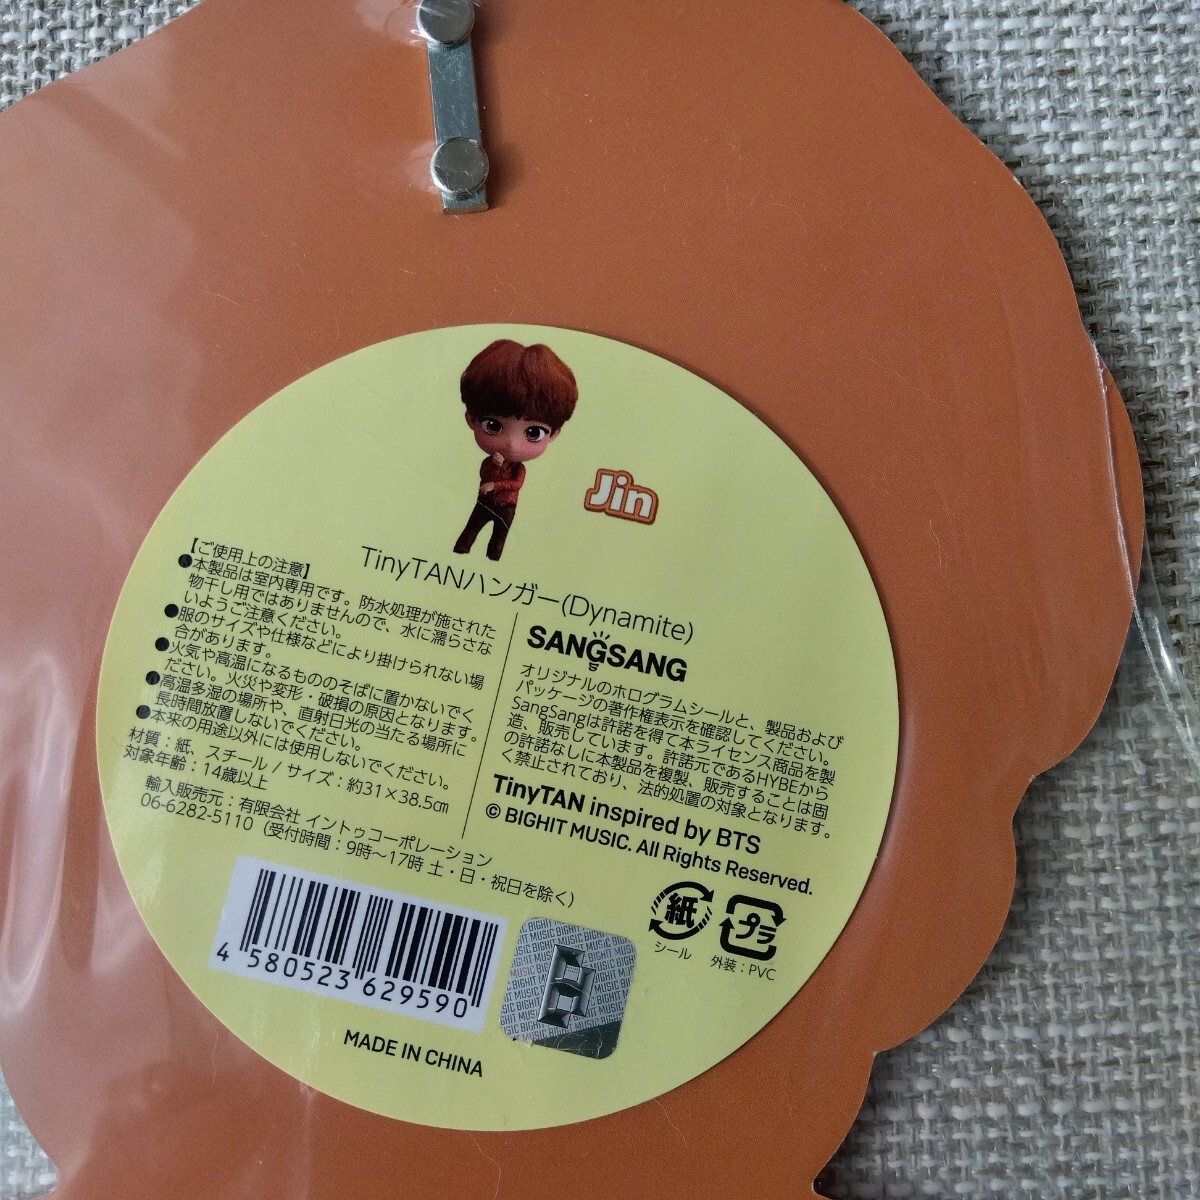 Jin
TinyTANハンガー(Dynamite)
【ご使用上の注意】
●本製品は室内専用です。防水処理が施された
物干し用ではありませんので、水に濡らさな
いようご注意ください。
●服のサイズや仕様などにより掛けられない場
合があります。
●火気や高温になるもののそばに置かないでく
ださい。火災や変形・破損の原因となります。
●高温多湿の場所や、直射日光の当たる場所に
長時間放置しないでください。
●本来の用途以外には使用しないでください。
材質：紙、スチール / サイズ：約31×38.5㎝
対象年齢：14歳以上
SANGSANG
オリジナルのホログラムシールと、製品および
パッケージの著作権表示を確認してください。
SangSangは許諾を得て本ライセンス商品を製
造、販売しています。許諾元であるHYBEから
の許諾なしに本製品を複製、販売することは固
く禁止されており、法的処置の対象となります。
TinyTAN inspired by BTS
© BIGHIT MUSIC. All Rights Reserved.
輸入販売元：有限会社 イントゥコーポレーション
06-6282-5110（受付時間：9時～17時 土・日・祝日を除く）
紙
シール
プラ
外装：PVC
4 580523 629590
BIGHIT MUSIC
MADE IN CHINA